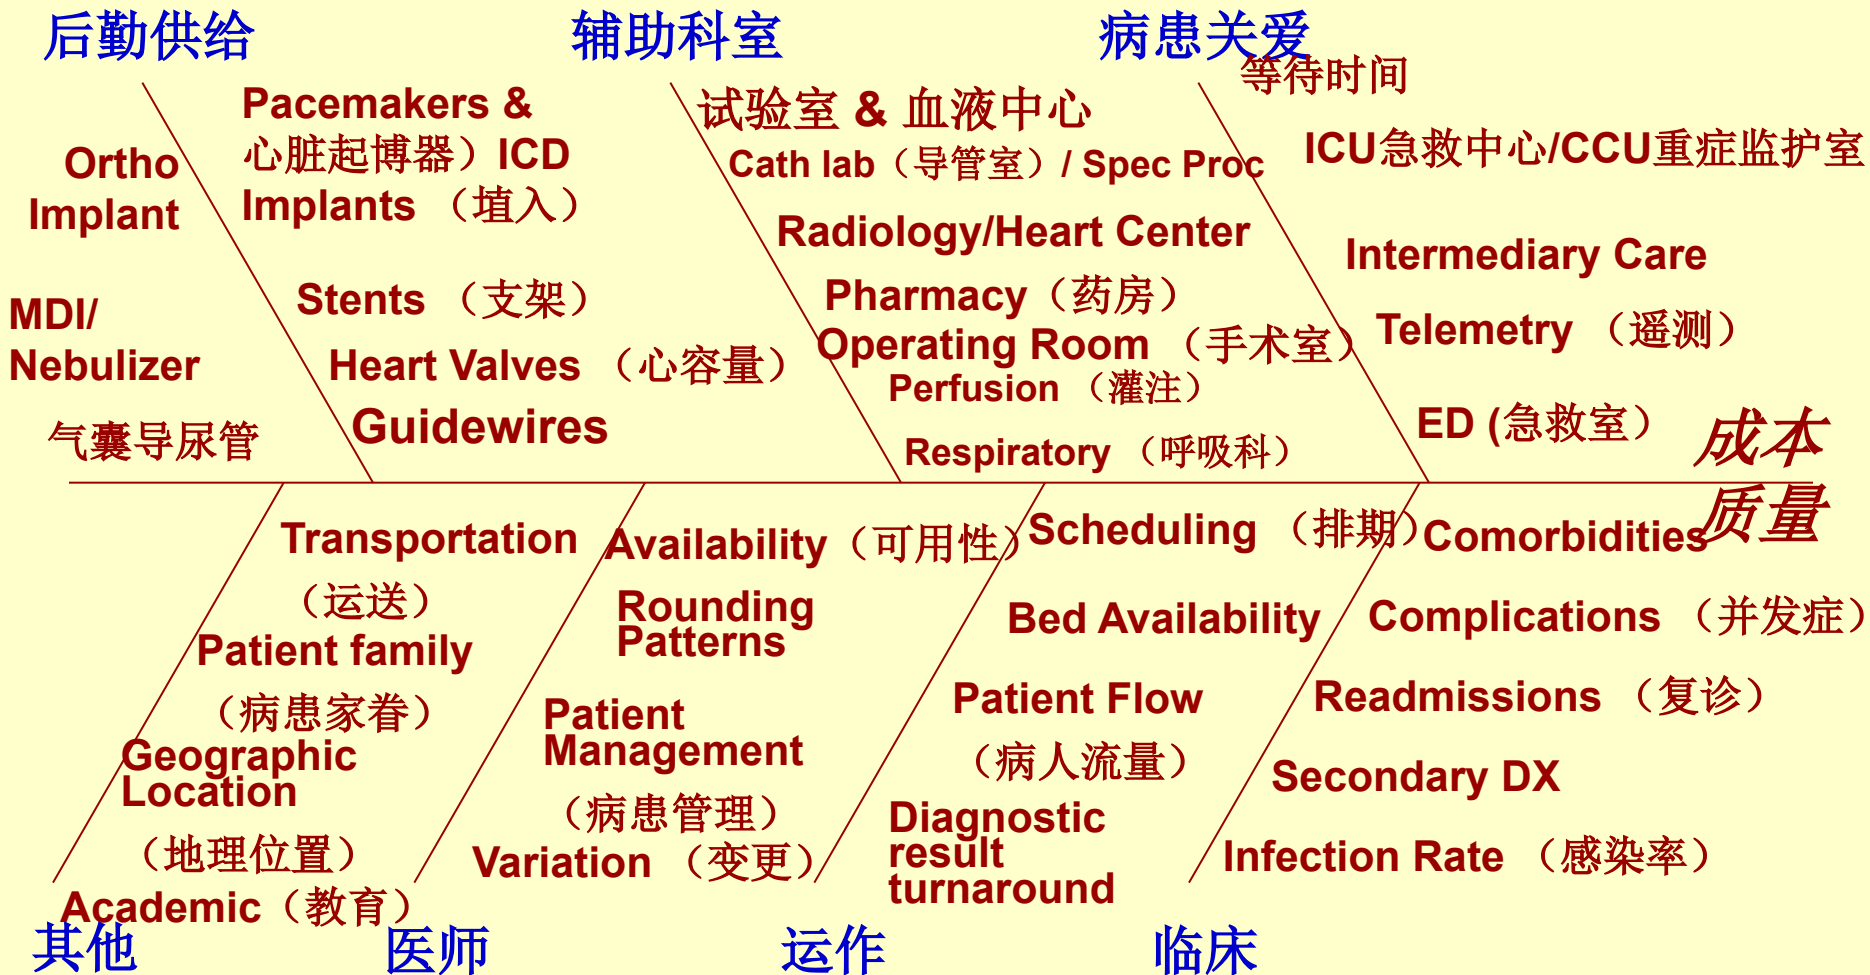 后勤供给
辅助科室
病患关爱
Pacemakers &
心脏起博器）ICD
Implants （埴入）
Ortho
Implant
Stents （支架）
MDI/
Nebulizer
Heart Valves （心容量）
Guidewires
气囊导尿管
试验室 & 血液中心
Cath lab（导管室）/ Spec Proc
Radiology/Heart Center
Pharmacy（药房）
Operating Room （手术室）
Perfusion （灌注）
Respiratory （呼吸科）
等待时间
ICU急救中心/CCU重症监护室
Intermediary Care
Telemetry （遥测）
ED (急救室）
成本
质量
Transportation
（运送）
Patient family
（病患家眷）
Geographic
Location
（地理位置）
Academic（教育）
Availability（可用性）
Rounding
Patterns
Patient
Management
（病患管理）
Variation （变更）
Scheduling （排期）
Bed Availability
Patient Flow
（病人流量）
Diagnostic
result
turnaround
Comorbidities
Complications （并发症）
Readmissions （复诊）
Secondary DX
Infection Rate （感染率）
其他
医师
运作
临床